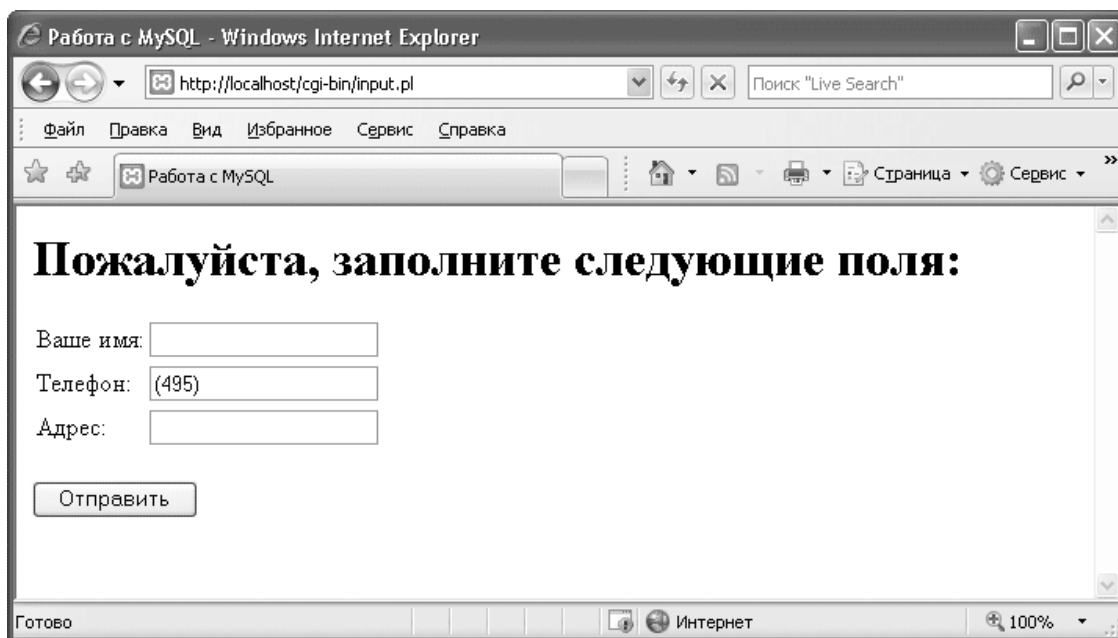 Работа с MySQL - Windows Internet Explorer
http://localhost/cgi-bin/input.pl
Поиск "Live Search"
Файл Правка Вид Избранное Сервис Справка
Работа с MySQL
Страница Сервис »
Пожалуйста, заполните следующие поля:
Ваше имя:
Телефон: (495)
Адрес:
Отправить
Готово Интернет 100%